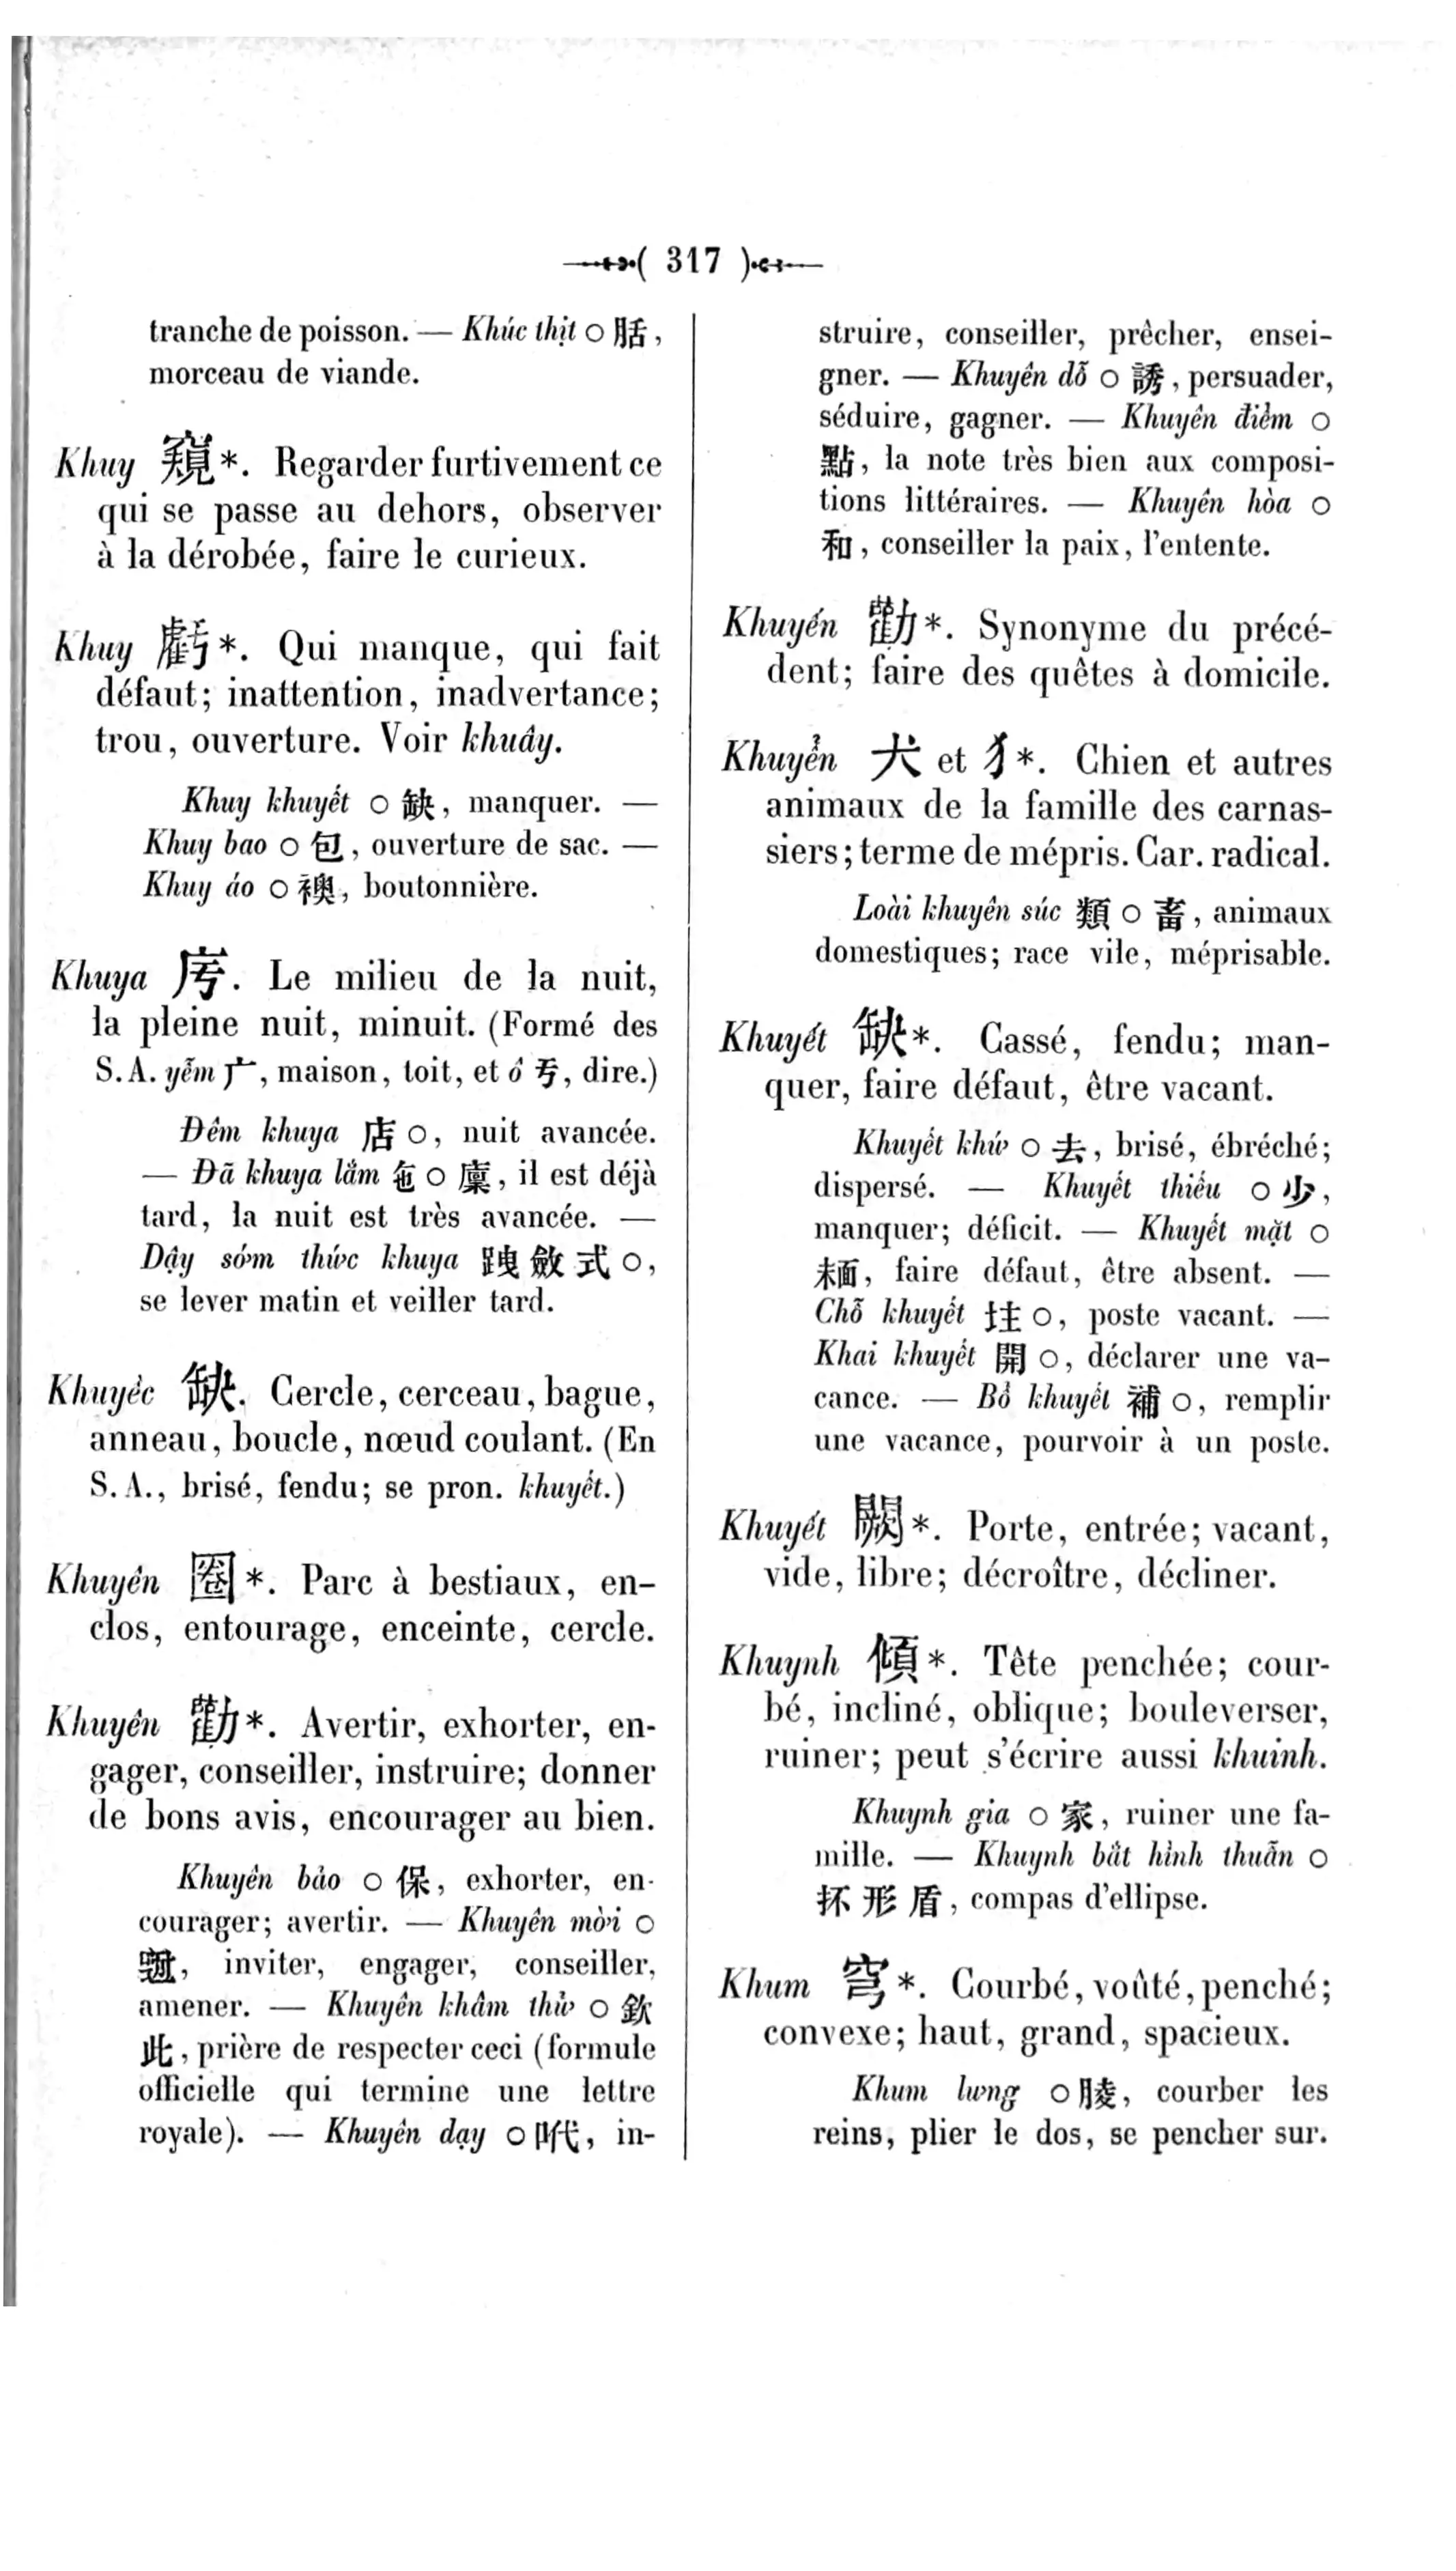 ( 317 )
tranche de poisson. — Khúc thịt ○ 䏦,
morceau de viande.
Khuy 窺*. Regarder furtivement ce
qui se passe au dehors, observer
à la dérobée, faire le curieux.
Khuy 虧*. Qui manque, qui fait
défaut; inattention, inadvertance;
trou, ouverture. Voir khuây.
Khuy khuyết ○ 缺, manquer. —
Khuy bao ○ 包, ouverture de sac. —
Khuy áo ○ 襖, boutonnière.
Khuya. Le milieu de la nuit,
la pleine nuit, minuit. (Formé des
S. A. yểm 广, maison, toit, et ô 亐, dire.)
Đêm khuya 店 ○, nuit avancée.
— Đã khuya lắm ○ 廩, il est déjà
tard, la nuit est très avancée. —
Dậy sớm thức khuya 斂 式 ○,
se lever matin et veiller tard.
Khuyêc 缺. Cercle, cerceau, bague,
anneau, boucle, nœud coulant. (En
S. A., brisé, fendu; se pron. khuyết.)
Khuyên 圈*. Parc à bestiaux, en-
clos, entourage, enceinte, cercle.
Khuyên 勸*. Avertir, exhorter, en-
gager, conseiller, instruire; donner
de bons avis, encourager au bien.
Khuyên bảo ○ 保, exhorter, en-
courager; avertir. — Khuyên mời ○
, inviter, engager, conseiller,
amener. — Khuyên khâm thử ○ 欽
此, prière de respecter ceci (formule
officielle qui termine une lettre
royale). — Khuyên dạy ○, in-
struire, conseiller, prêcher, ensei-
gner. — Khuyên dỗ ○ 誘, persuader,
séduire, gagner. — Khuyên điểm ○
點, la note très bien aux composi-
tions littéraires. — Khuyên hòa ○
和, conseiller la paix, l'entente.
Khuyến 勸*. Synonyme du précé-
dent; faire des quêtes à domicile.
Khuyển 犬 et 犭*. Chien et autres
animaux de la famille des carnas-
siers; terme de mépris. Car. radical.
Loài khuyên súc 類 ○ 畜, animaux
domestiques; race vile, méprisable.
Khuyết 缺*. Cassé, fendu; man-
quer, faire défaut, être vacant.
Khuyết khứ ○ 去, brisé, ébréché;
dispersé. — Khuyết thiếu ○ 少,
manquer; déficit. — Khuyết mặt ○
, faire défaut, être absent. —
Chỗ khuyết 拄 ○, poste vacant. —
Khai khuyết 開 ○, déclarer une va-
cance. — Bổ khuyết 補 ○, remplir
une vacance, pourvoir à un poste.
Khuyết 闕*. Porte, entrée; vacant,
vide, libre; décroître, décliner.
Khuynh 傾*. Tête penchée; cour-
bé, incliné, oblique; bouleverser,
ruiner; peut s'écrire aussi khuinh.
Khuynh gia ○ 家, ruiner une fa-
mille. — Khuynh bắt hình thuẫn ○
抔 形 盾, compas d'ellipse.
Khum 穹*. Courbé, voûté, penché;
convexe; haut, grand, spacieux.
Khum lưng ○, courber les
reins, plier le dos, se pencher sur.